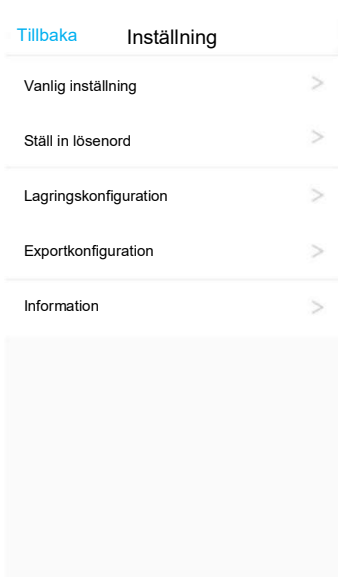 Tillbaka Inställning
Vanlig inställning >
Ställ in lösenord >
Lagringskonfiguration >
Exportkonfiguration >
Information >